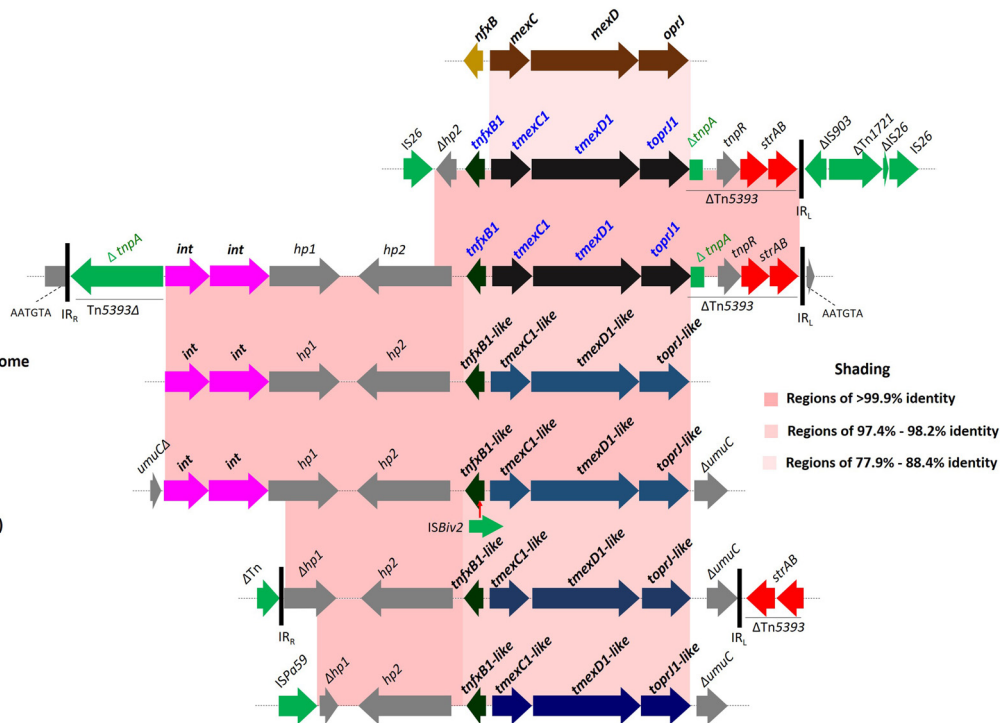 nfxB mexC mexD oprJ
IS26 Δhp2 tnfxB1 tmexC1 tmexD1 toprJ1 ΔtnpA tnpR strAB ΔIS903 ΔTn1721 ΔIS26 IS26
ΔTn5393 IRL
Δ tnpA int int hp1 hp2 tnfxB1 tmexC1 tmexD1 toprJ1 Δ tnpA tnpR strAB
AATGTA IRR Tn5393Δ ΔTn5393 IRL AATGTA
ome
int int hp1 hp2 tnfxB1-like tmexC1-like tmexD1-like toprJ-like
Shading
Regions of >99.9% identity
Regions of 97.4% - 98.2% identity
Regions of 77.9% - 88.4% identity
umuCΔ int int hp1 hp2 tnfxB1-like tmexC1-like tmexD1-like toprJ-like ΔumuC
)
ISBiv2
ΔTn Δhp1 hp2 tnfxB1-like tmexC1-like tmexD1-like toprJ-like ΔumuC strAB
IRR IRL ΔTn5393
ISPa59 Δhp1 hp2 tnfxB1-like tmexC1-like tmexD1-like toprJ1-like ΔumuC